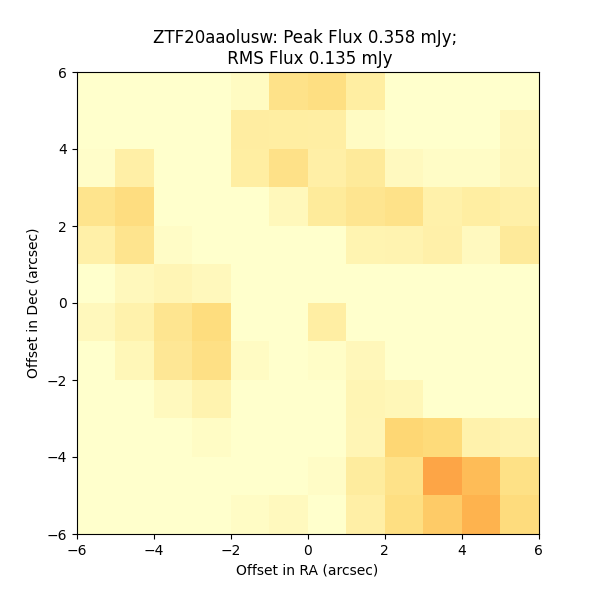 ZTF20aaolusw: Peak Flux 0.358 mJy;
RMS Flux 0.135 mJy
6
4
2
0
−2
−4
−6
Offset in Dec (arcsec)
−6 −4 −2 0 2 4 6
Offset in RA (arcsec)